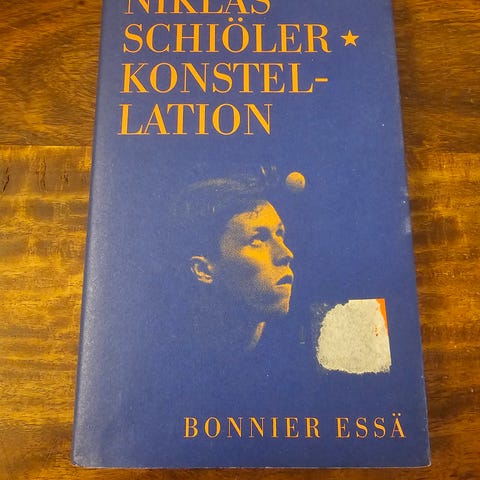 NIKLAS
SCHIÖLER ★
KONSTEL-
LATION
BONNIER ESSÄ